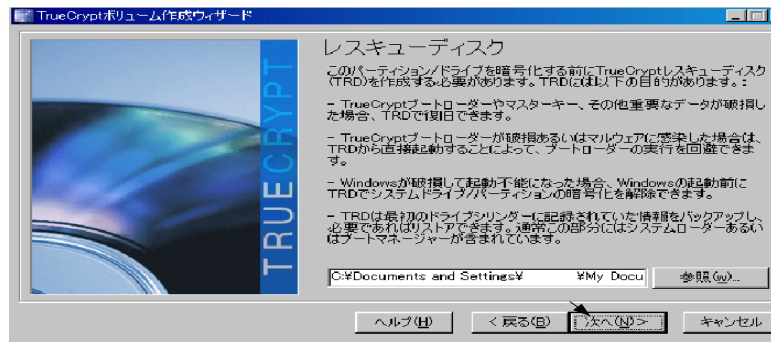 TrueCryptボリューム作成ウィザード
TRUECRYPT
レスキューディスク
このパーティション/ドライブを暗号化する前にTrueCryptレスキューディスク
(TRD)を作成する必要があります。TRDには以下の目的があります。:
- TrueCryptブートローダーやマスターキー、その他重要なデータが破損し
た場合、TRDで復旧できます。
- TrueCryptブートローダーが破損あるいはマルウェアに感染した場合は、
TRDから直接起動することによって、ブートローダーの実行を回避できま
す。
- Windowsが破損して起動不能になった場合、Windowsの起動前に
TRDでシステムドライブ/パーティションの暗号化を解除できます。
- TRDは最初のドライブシリンダーに記録されていた情報をバックアップし、
必要であればリストアできます。通常この部分にはシステムローダーあるい
はブートマネージャーが含まれています。
C:¥Documents and Settings¥ ¥My Docu
参照(w)...
ヘルプ(H) < 戻る(B) 次へ(N) > キャンセル